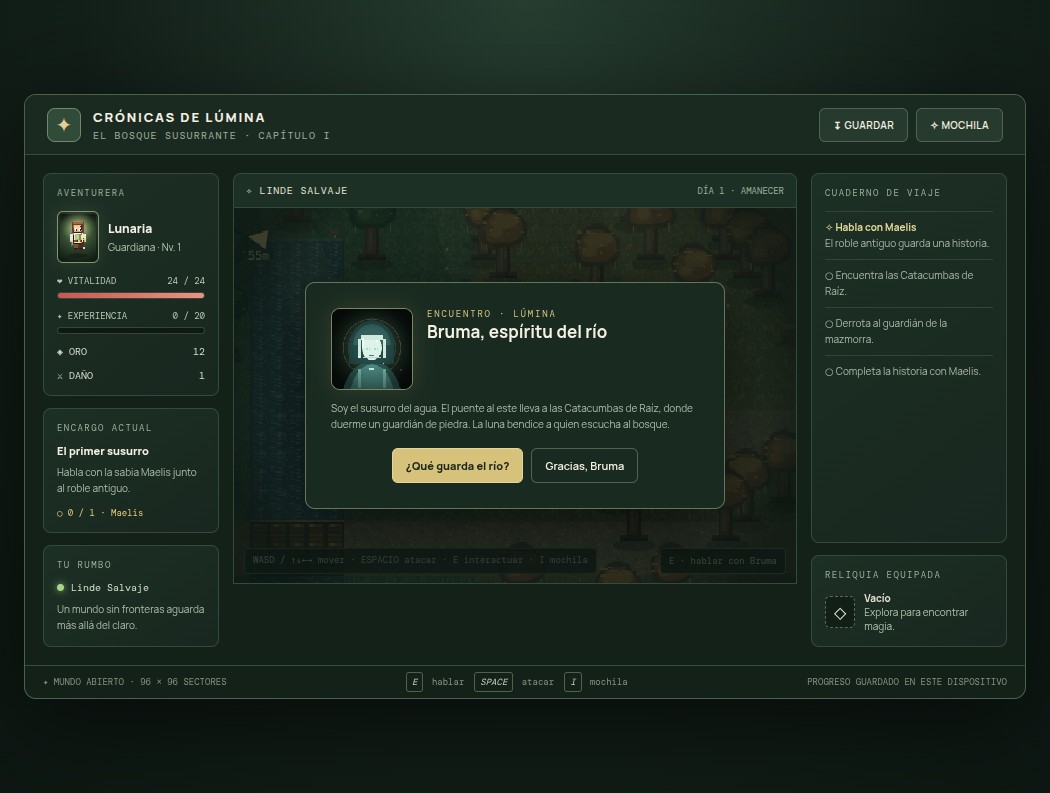 CRÓNICAS DE LÚMINA
EL BOSQUE SUSURRANTE · CAPÍTULO I
↧ GUARDAR
✧ MOCHILA
AVENTURERA
Lunaria
Guardiana · Nv. 1
❤ VITALIDAD 24 / 24
✦ EXPERIENCIA 0 / 20
◈ ORO 12
⚔ DAÑO 1
ENCARGO ACTUAL
El primer susurro
Habla con la sabia Maelis junto
al roble antiguo.
○ 0 / 1 · Maelis
TU RUMBO
Linde Salvaje
Un mundo sin fronteras aguarda
más allá del claro.
✧ LINDE SALVAJE
DÍA 1 · AMANECER
55m
ENCUENTRO · LÚMINA
Bruma, espíritu del río
Soy el susurro del agua. El puente al este lleva a las Catacumbas de Raíz, donde
duerme un guardián de piedra. La luna bendice a quien escucha al bosque.
¿Qué guarda el río?
Gracias, Bruma
WASD / ↑↓←→ mover · ESPACIO atacar · E interactuar · I mochila
E · hablar con Bruma
CUADERNO DE VIAJE
✧ Habla con Maelis
El roble antiguo guarda una historia.
○ Encuentra las Catacumbas de
Raíz.
○ Derrota al guardián de la
mazmorra.
○ Completa la historia con Maelis.
RELIQUIA EQUIPADA
Vacío
Explora para encontrar
magia.
✦ MUNDO ABIERTO · 96 × 96 SECTORES
E hablar SPACE atacar I mochila
PROGRESO GUARDADO EN ESTE DISPOSITIVO